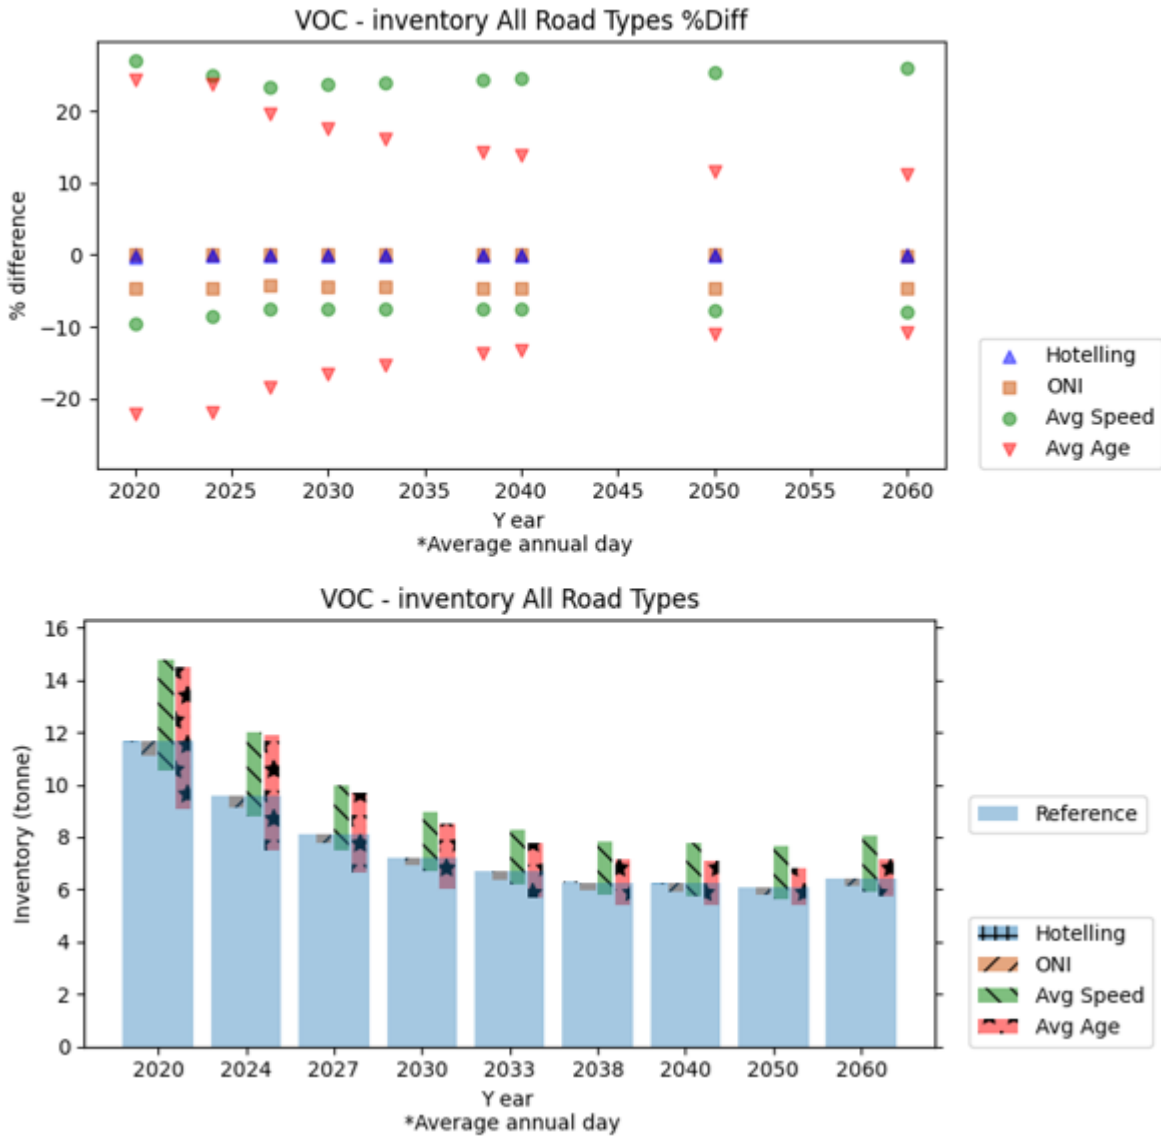 VOC - inventory All Road Types %Diff
% difference
20
10
0
−10
−20
2020 2025 2030 2035 2040 2045 2050 2055 2060
Y ear
*Average annual day
Hotelling
ONI
Avg Speed
Avg Age
VOC - inventory All Road Types
Inventory (tonne)
16
14
12
10
8
6
4
2
0
2020 2024 2027 2030 2033 2038 2040 2050 2060
Y ear
*Average annual day
Reference
Hotelling
ONI
Avg Speed
Avg Age